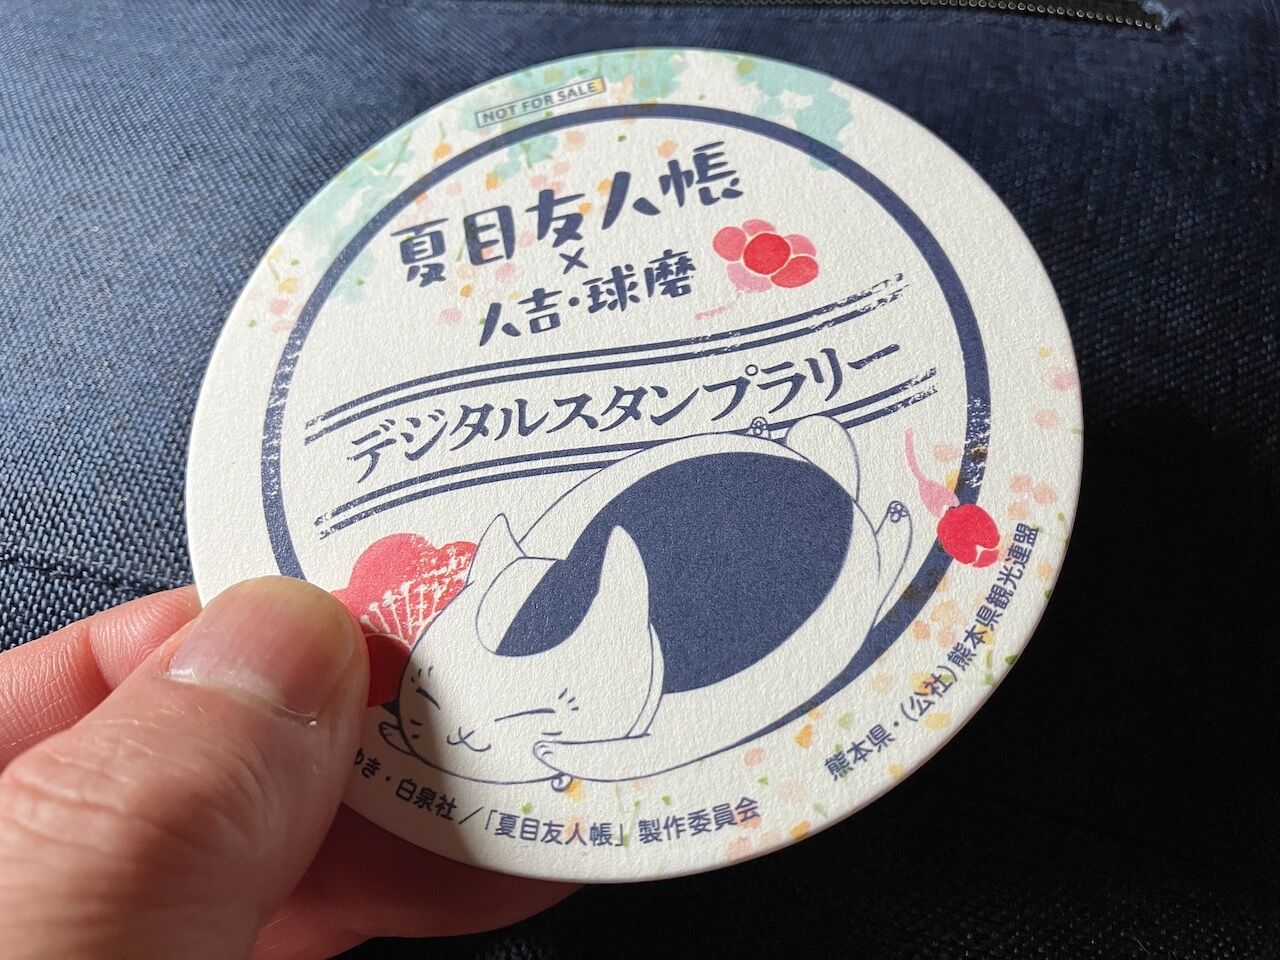 NOT FOR SALE
夏目友人帳
×
人吉・球磨
デジタルスタンプラリー
き・白泉社／「夏目友人帳」製作委員会
熊本県・(公社)熊本県観光連盟